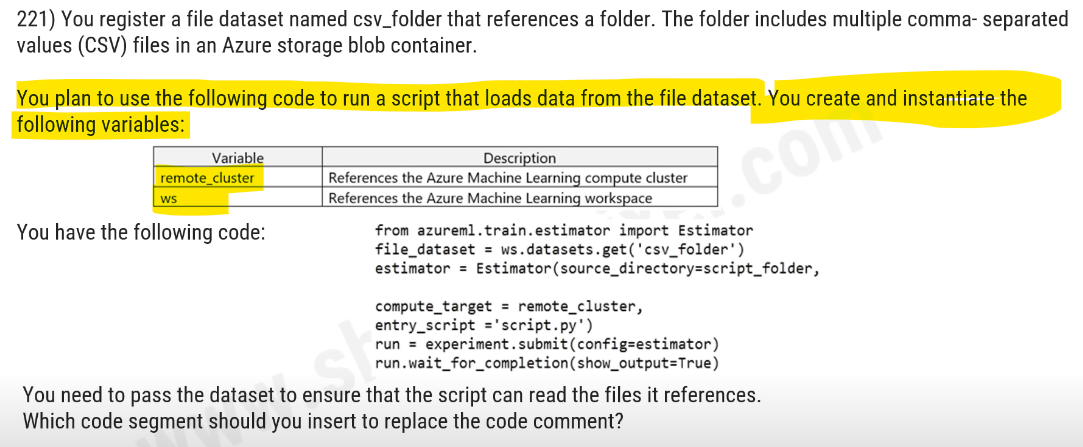 221) You register a file dataset named csv_folder that references a folder. The folder includes multiple comma- separated
values (CSV) files in an Azure storage blob container.
You plan to use the following code to run a script that loads data from the file dataset. You create and instantiate the
following variables:
Variable Description
remote_cluster References the Azure Machine Learning compute cluster
ws References the Azure Machine Learning workspace
You have the following code:
from azureml.train.estimator import Estimator
file_dataset = ws.datasets.get('csv_folder')
estimator = Estimator(source_directory=script_folder,
compute_target = remote_cluster,
entry_script ='script.py')
run = experiment.submit(config=estimator)
run.wait_for_completion(show_output=True)
You need to pass the dataset to ensure that the script can read the files it references.
Which code segment should you insert to replace the code comment?